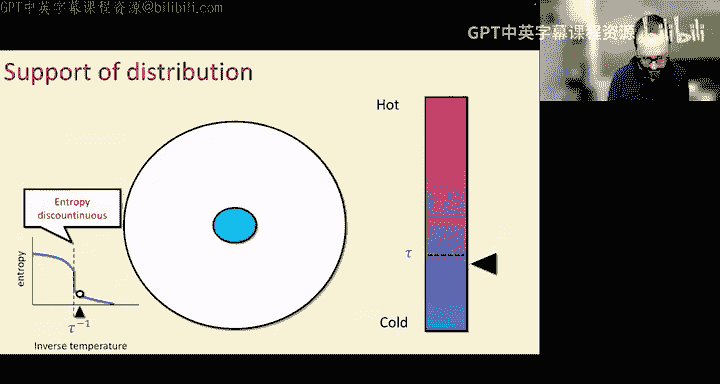 GPT中英字幕课程资源@bilibili.com
GPT中英字幕课程资源 bilibili
Support of distribution
Hot
Entropy
discountinuous
entropy
τ
τ⁻¹
Cold
Inverse temperature